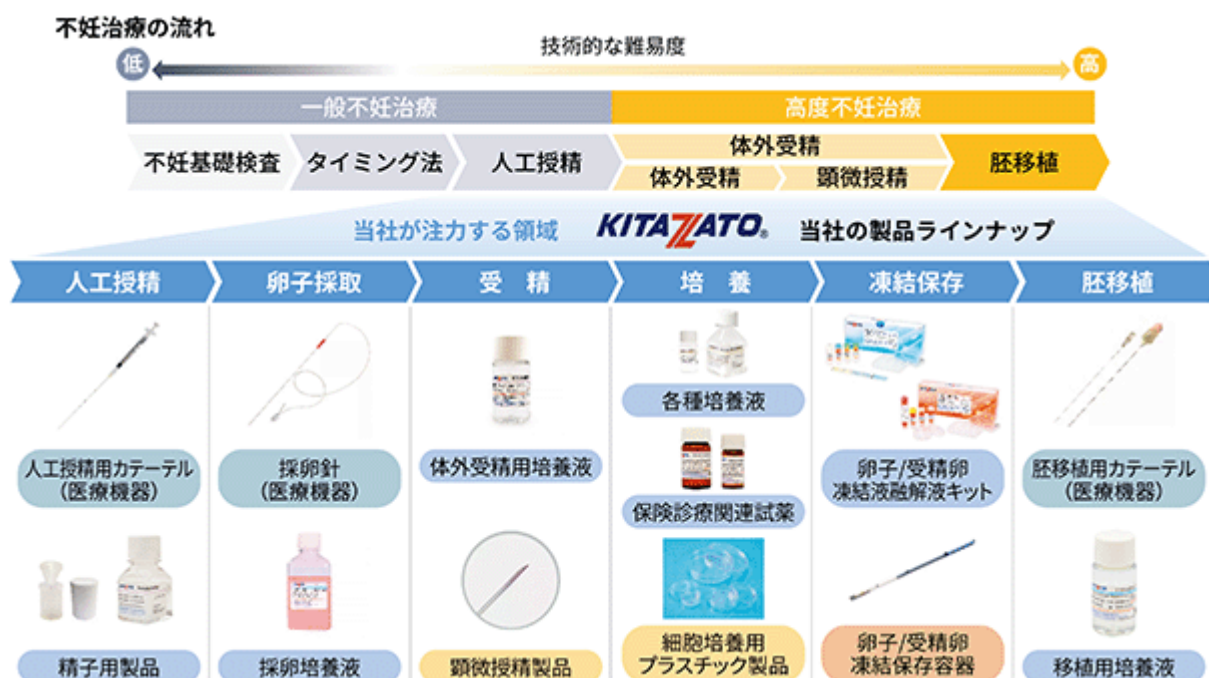 不妊治療の流れ
技術的な難易度
低
高
一般不妊治療
高度不妊治療
不妊基礎検査
タイミング法
人工授精
体外受精
体外受精
顕微授精
胚移植
当社が注力する領域
KITAZATO®
当社の製品ラインナップ
人工授精
卵子採取
受 精
培 養
凍結保存
胚移植
人工授精用カテーテル
(医療機器)
精子用製品
採卵針
(医療機器)
採卵培養液
体外受精用培養液
顕微授精製品
各種培養液
保険診療関連試薬
細胞培養用
プラスチック製品
卵子/受精卵
凍結液融解液キット
卵子/受精卵
凍結保存容器
胚移植用カテーテル
(医療機器)
移植用培養液